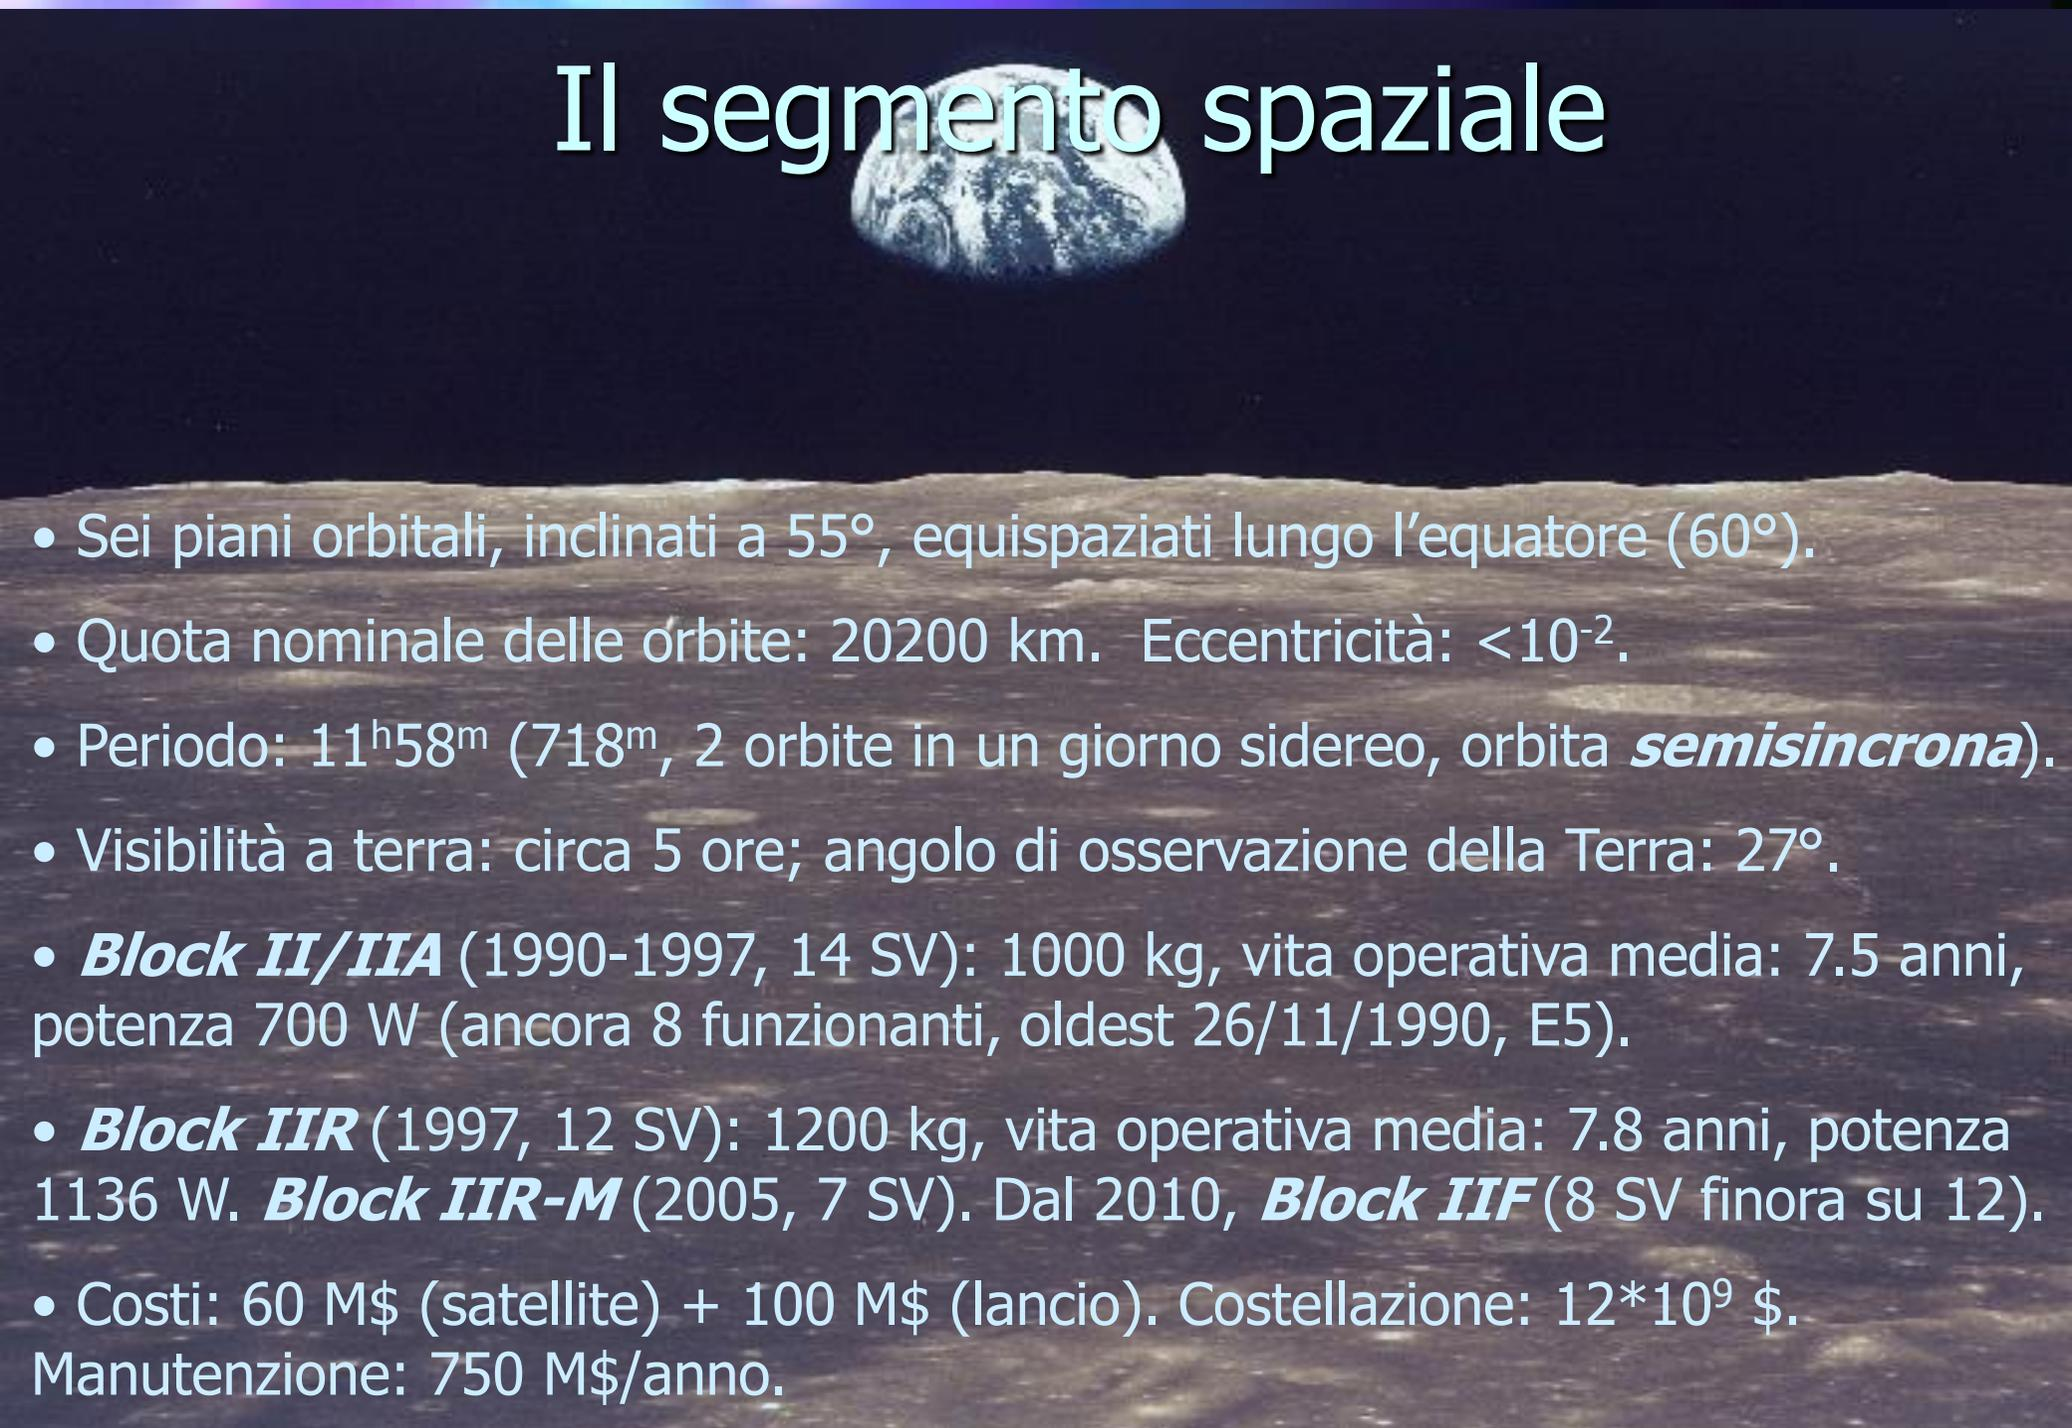 Il segmento spaziale
• Sei piani orbitali, inclinati a 55°, equispaziati lungo l’equatore (60°).
• Quota nominale delle orbite: 20200 km.  Eccentricità: <10⁻².
• Periodo: 11ʰ58ᵐ (718ᵐ, 2 orbite in un giorno sidereo, orbita semisincrona).
• Visibilità a terra: circa 5 ore; angolo di osservazione della Terra: 27°.
• Block II/IIA (1990-1997, 14 SV): 1000 kg, vita operativa media: 7.5 anni,
potenza 700 W (ancora 8 funzionanti, oldest 26/11/1990, E5).
• Block IIR (1997, 12 SV): 1200 kg, vita operativa media: 7.8 anni, potenza
1136 W. Block IIR-M (2005, 7 SV). Dal 2010, Block IIF (8 SV finora su 12).
• Costi: 60 M$ (satellite) + 100 M$ (lancio). Costellazione: 12*10⁹ $.
Manutenzione: 750 M$/anno.